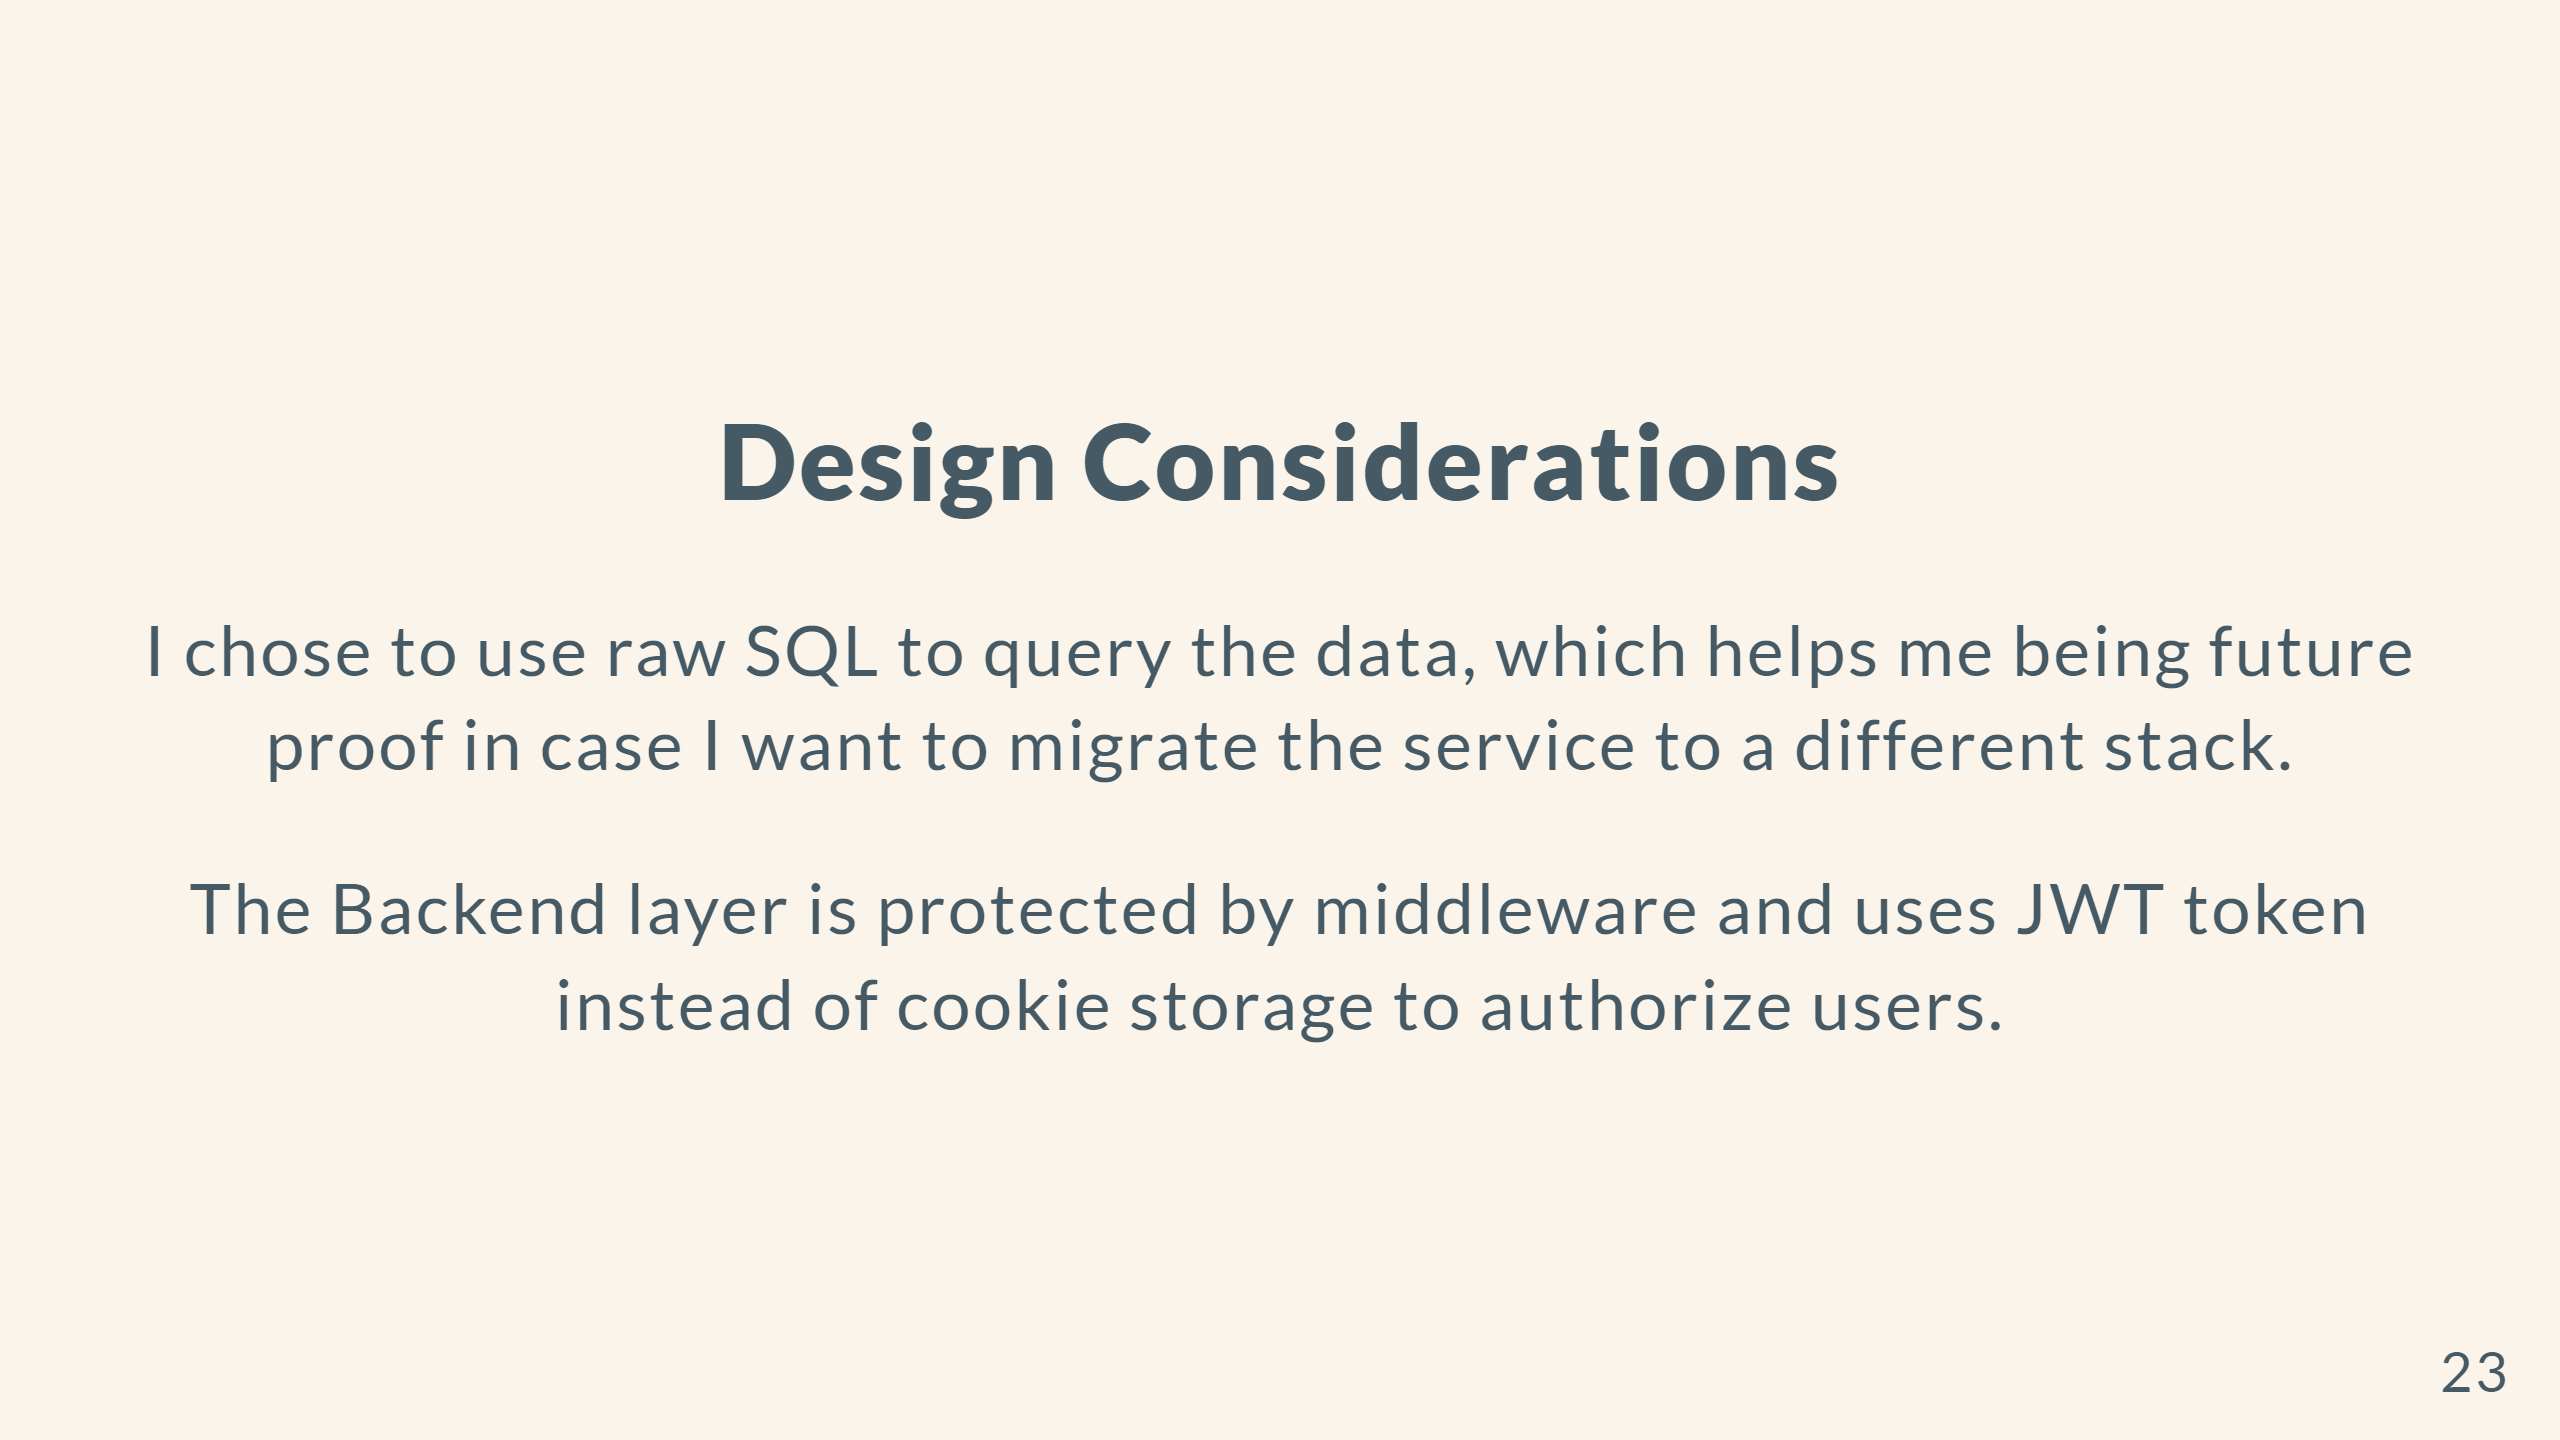 Design Considerations
I chose to use raw SQL to query the data, which helps me being future
proof in case I want to migrate the service to a different stack.
The Backend layer is protected by middleware and uses JWT token
instead of cookie storage to authorize users.
23